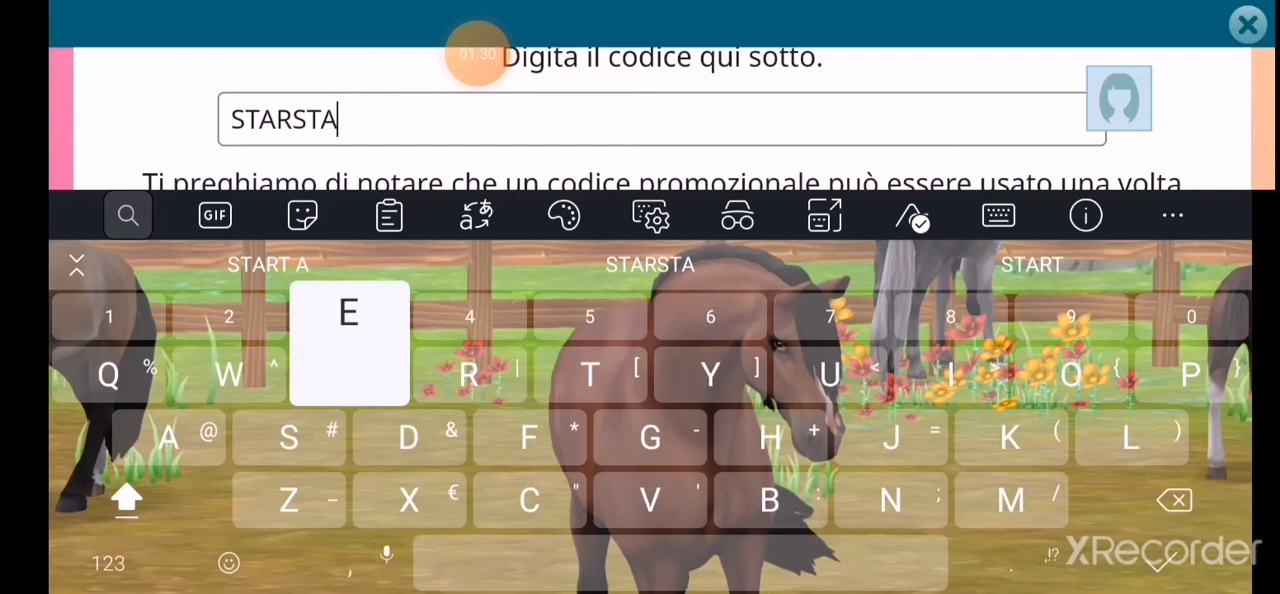 01:30
Digita il codice qui sotto.
STARSTA
Ti preghiamo di notare che un codice promozionale può essere usato una volta
GIF
START A STARSTA START
E
1 2 4 5 6 7 8 9 0
Q % W ^ R | T [ Y ] U < I > O { P }
A @ S # D & F * G - H + J = K ( L )
Z _ X € C " V ' B : N ; M /
123 , . !?
XRecorder